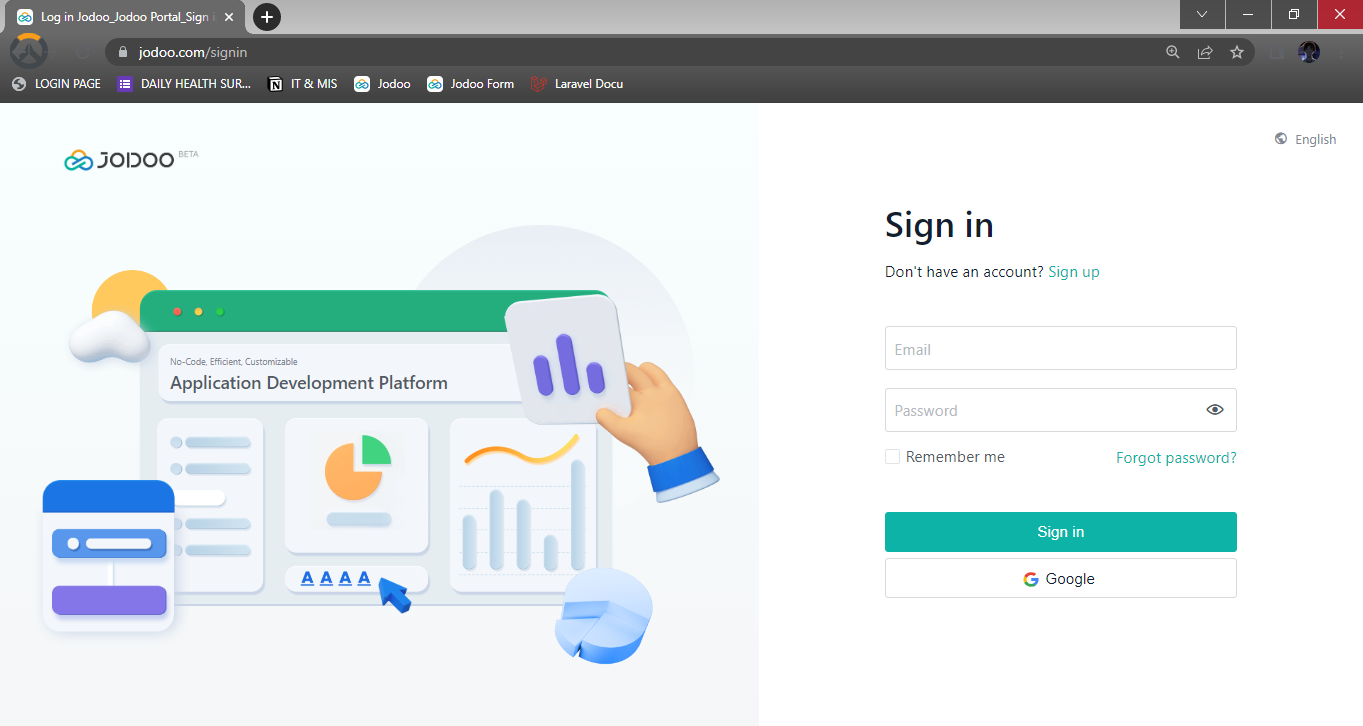 Log in Jodoo_Jodoo Portal_Sign i
jodoo.com/signin
LOGIN PAGE
DAILY HEALTH SUR...
IT & MIS
Jodoo
Jodoo Form
Laravel Docu
JODOO BETA
English
No-Code, Efficient, Customizable
Application Development Platform
A A A A
Sign in
Don't have an account? Sign up
Email
Password
Remember me
Forgot password?
Sign in
Google